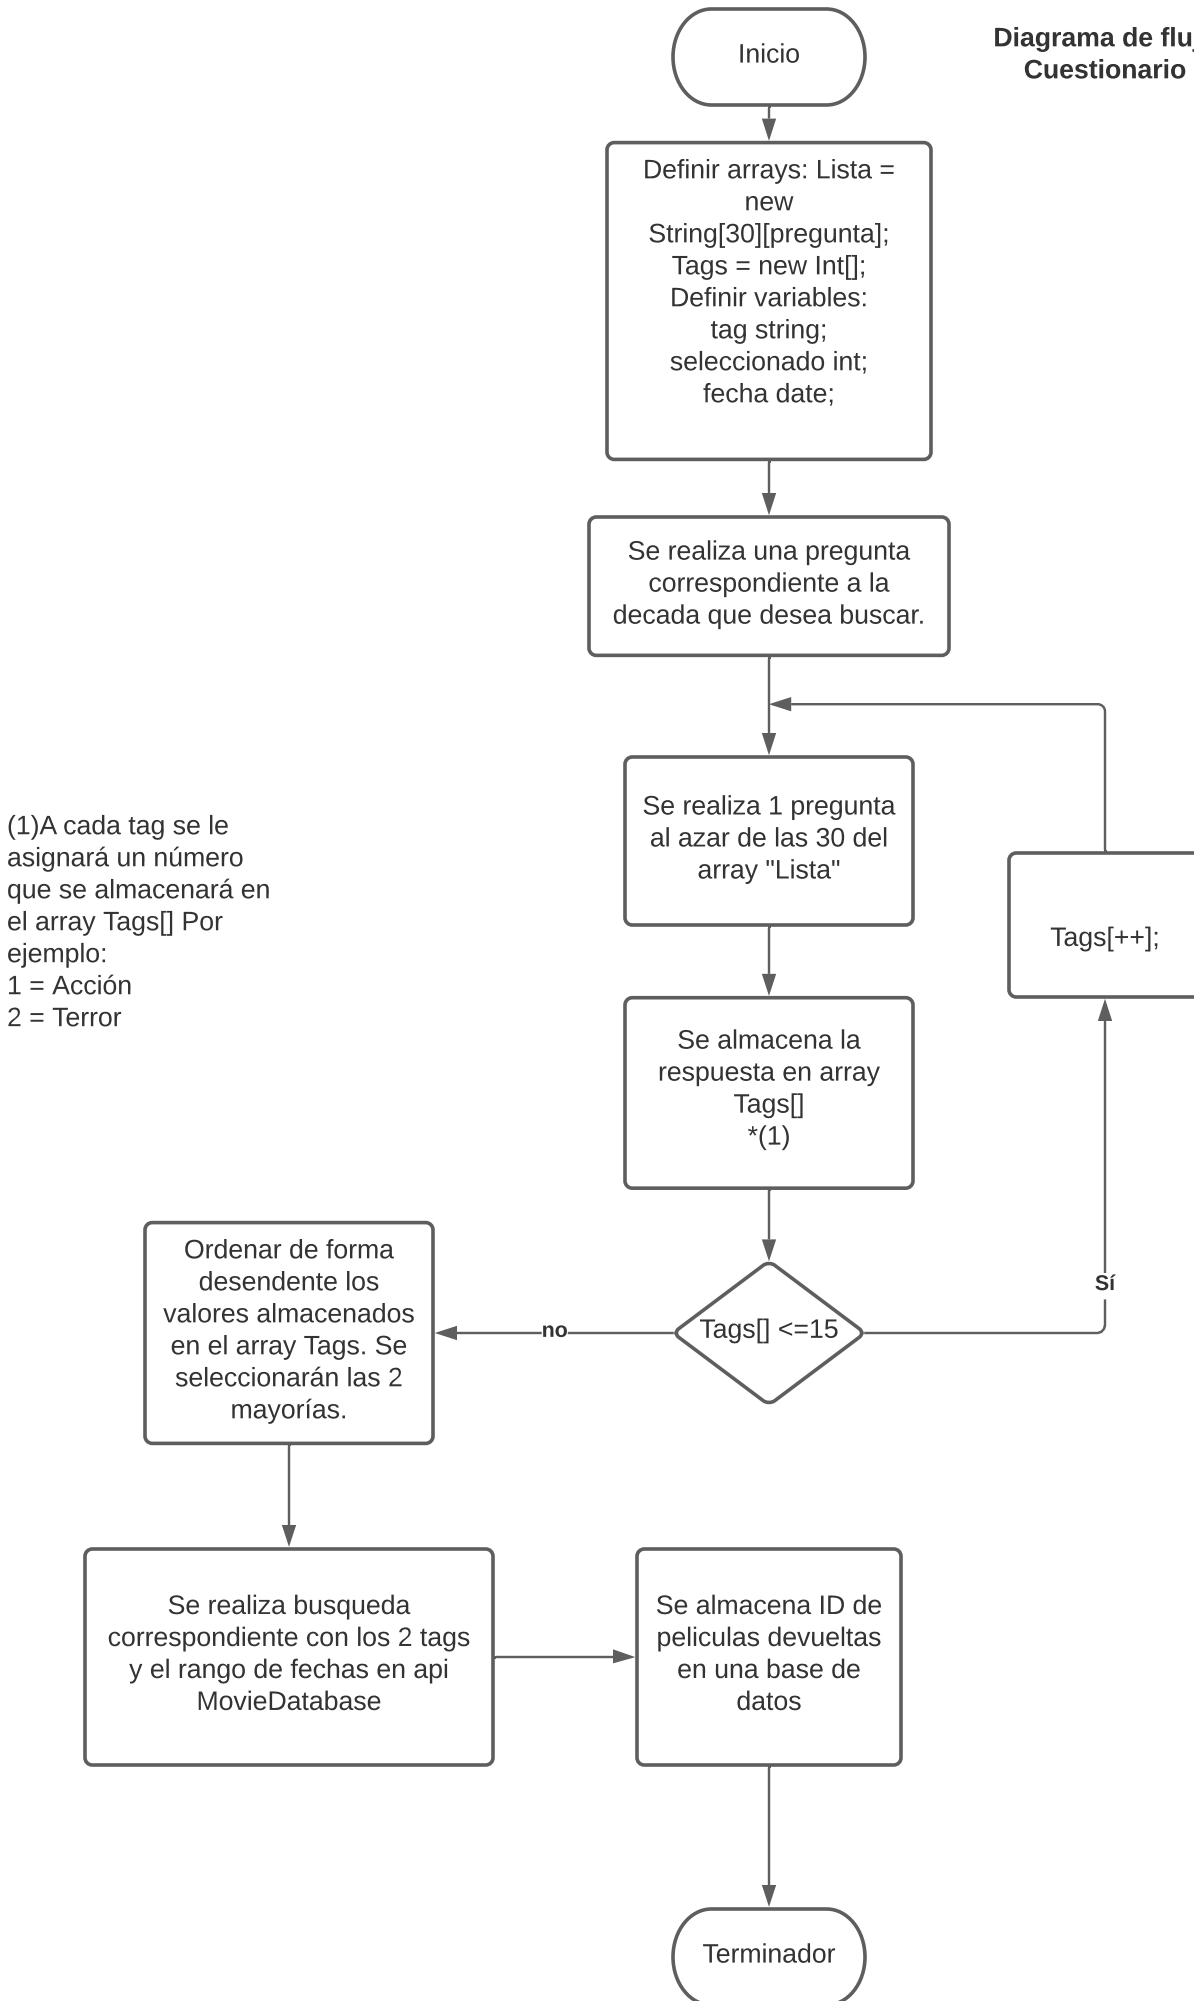 Inicio
Diagrama de fluj
Cuestionario
Definir arrays: Lista =
new
String[30][pregunta];
Tags = new Int[];
Definir variables:
tag string;
seleccionado int;
fecha date;
Se realiza una pregunta
correspondiente a la
decada que desea buscar.
Se realiza 1 pregunta
al azar de las 30 del
array "Lista"
(1)A cada tag se le
asignará un número
que se almacenará en
el array Tags[] Por
ejemplo:
1 = Acción
2 = Terror
Tags[++];
Se almacena la
respuesta en array
Tags[]
*(1)
Tags[] <=15
Sí
no
Ordenar de forma
desendente los
valores almacenados
en el array Tags. Se
seleccionarán las 2
mayorías.
Se realiza busqueda
correspondiente con los 2 tags
y el rango de fechas en api
MovieDatabase
Se almacena ID de
peliculas devueltas
en una base de
datos
Terminador